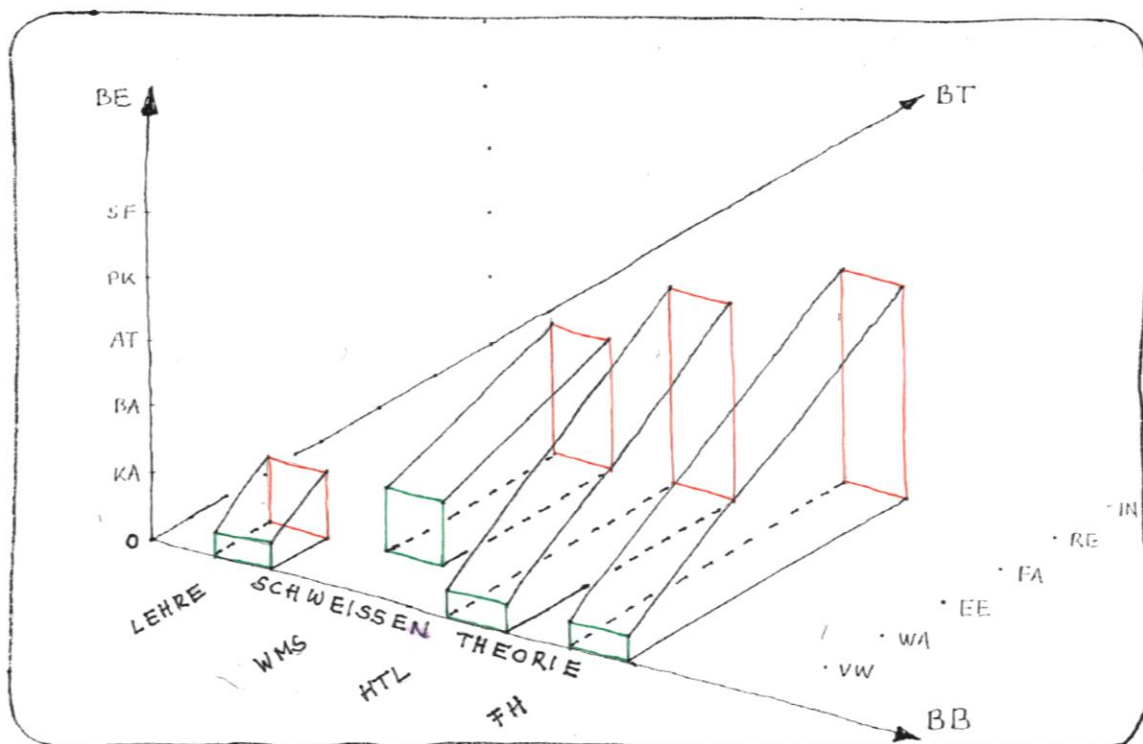 BE
BT
SF
PK
AT
BA
KA
O
IN
RE
FA
EE
WA
VW
LEHRE
SCHWEISSEN THEORIE
WMS
HTL
FH
BB